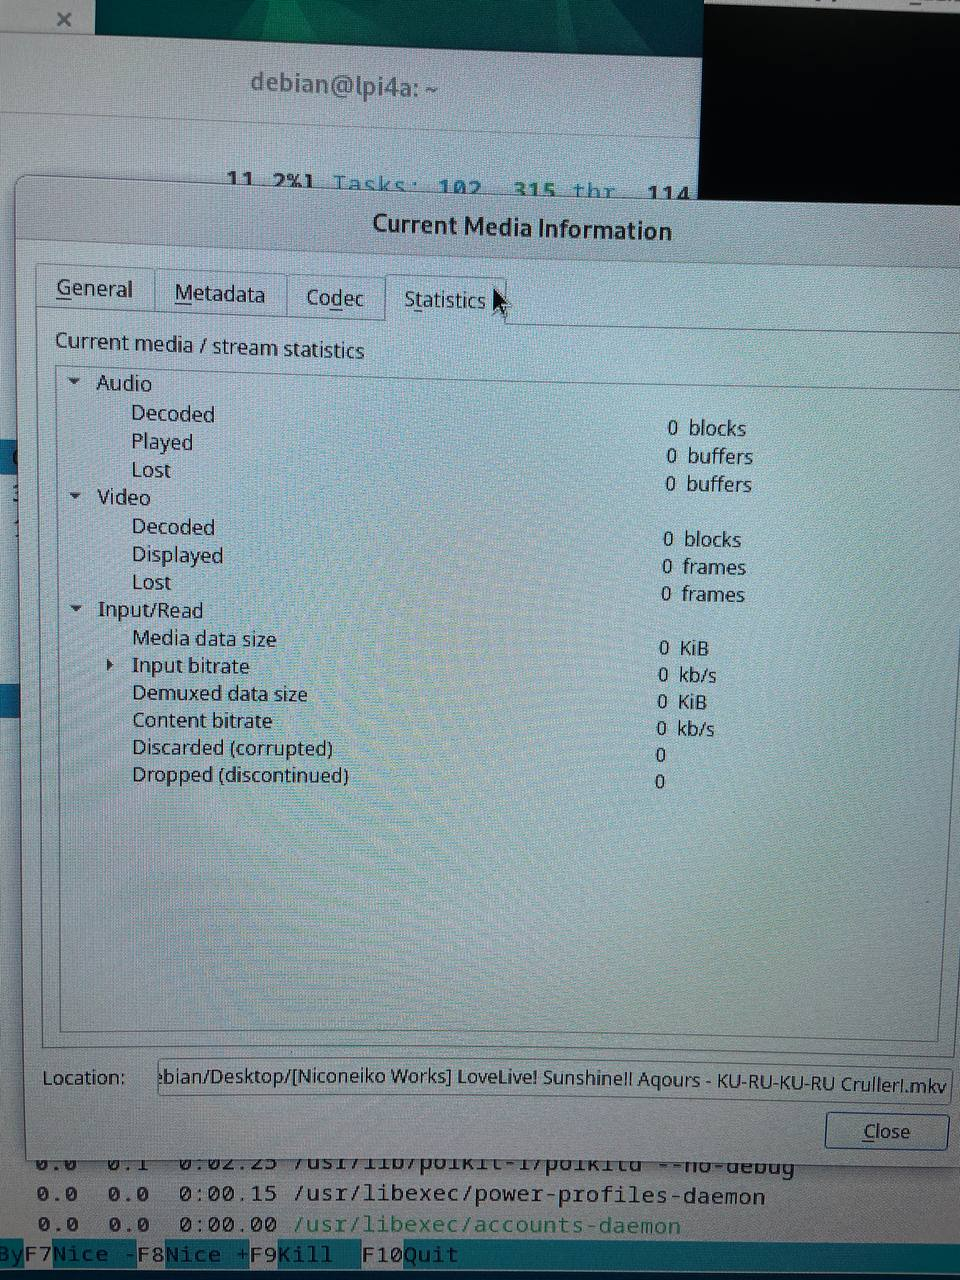 ×
debian@lpi4a: ~
11.2%] Tasks: 102, 315 thr, 114
Current Media Information
General Metadata Codec Statistics
Current media / stream statistics
Audio
Decoded 0 blocks
Played 0 buffers
Lost 0 buffers
Video
Decoded 0 blocks
Displayed 0 frames
Lost 0 frames
Input/Read
Media data size 0 KiB
Input bitrate 0 kb/s
Demuxed data size 0 KiB
Content bitrate 0 kb/s
Discarded (corrupted) 0
Dropped (discontinued) 0
Location: ebian/Desktop/[Niconeiko Works] LoveLive! Sunshine!! Aqours - KU-RU-KU-RU Cruller!.mkv
Close
0.0 0.1 0:02.25 /usr/lib/polkit-1/polkitd --no-debug
0.0 0.0 0:00.15 /usr/libexec/power-profiles-daemon
0.0 0.0 0:00.00 /usr/libexec/accounts-daemon
ByF7Nice -F8Nice +F9Kill F10Quit